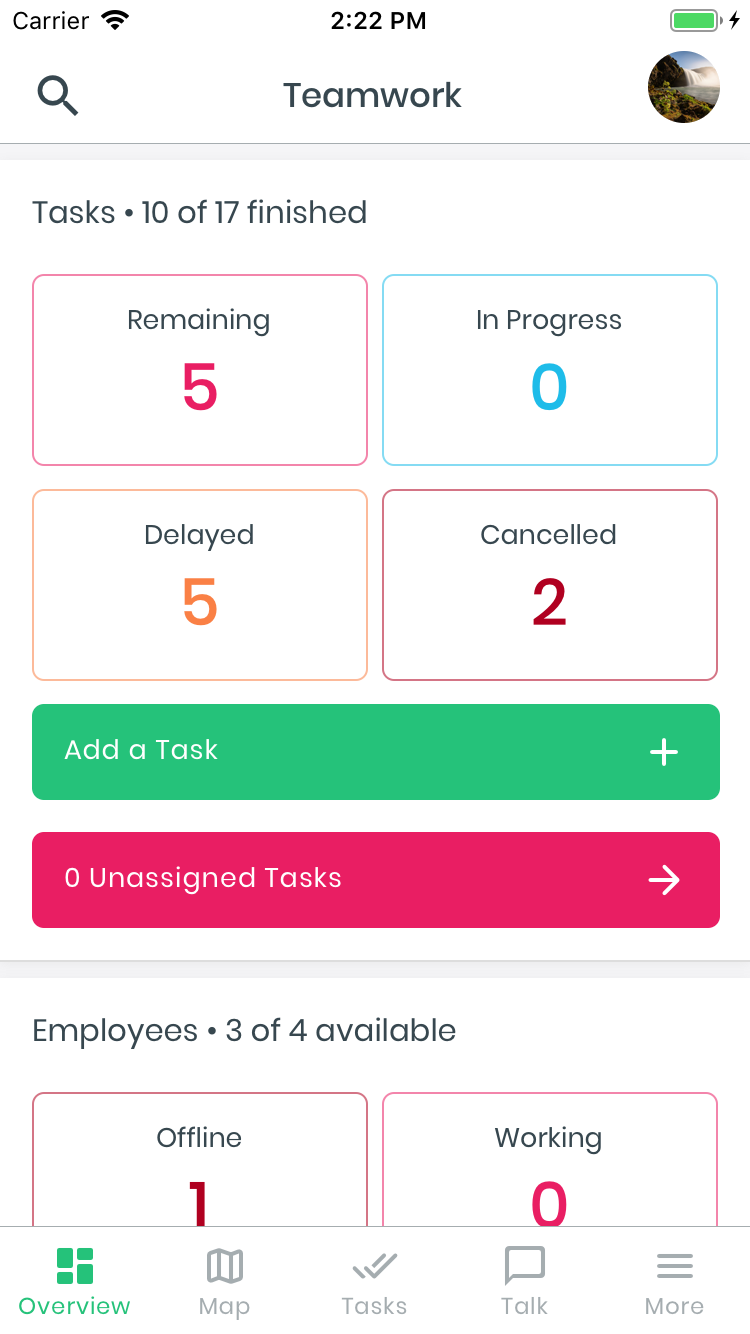 Carrier 2:22 PM
Teamwork
Tasks • 10 of 17 finished
Remaining In Progress
5 0
Delayed Cancelled
5 2
Add a Task
0 Unassigned Tasks
Employees • 3 of 4 available
Offline Working
1 0
Overview Map Tasks Talk More